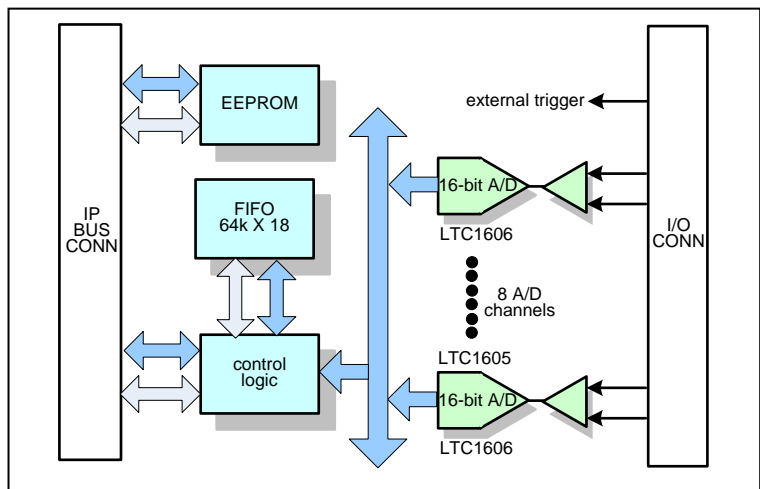 EEPROM
external trigger
16-bit A/D
IP
BUS
CONN
FIFO
64k X 18
I/O
CONN
LTC1606
8 A/D
channels
LTC1605
control
logic
16-bit A/D
LTC1606